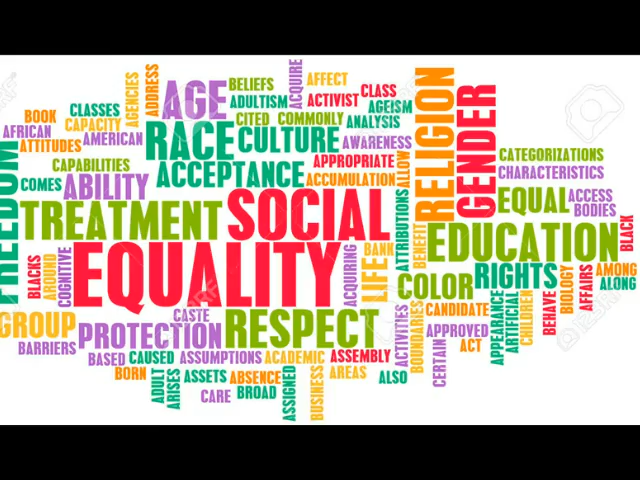 ADDRESS
AGENCIES
AGE
BELIEFS
ACQUIRE
AFFECT
CLASS
ADULTISM
ACTIVIST
AGEISM
BOOK
CLASSES
CITED
COMMONLY
ANALYSIS
AFRICAN
CAPACITY
AMERICAN
RACE
CULTURE
AWARENESS
ATTITUDES
CAPABILITIES
ACCEPTANCE
APPROPRIATE
ALLOW
RELIGION
GENDER
CATEGORIZATIONS
CHARACTERISTICS
FREEDOM
COMES
ABILITY
ACCUMULATION
ATTRIBUTIONS
BENEFIT
EQUAL
ACCESS
BODIES
BLACK
TREATMENT
SOCIAL
EDUCATION
BLACKS
AROUND
COGNITIVE
EQUALITY
ACQUIRING
LIFE
BANK
COLOR
RIGHTS
BIOLOGY
AFFAIRS
AMONG
ALONG
GROUP
PROTECTION
CASTE
RESPECT
ACTIVITIES
BOUNDARIES
CANDIDATE
APPROVED
ACT
APPEARANCE
ARTIFICIAL
CHILDREN
BEHAVE
BARRIERS
BASED
CAUSED
ASSUMPTIONS
ACADEMIC
ASSEMBLY
CERTAIN
BORN
ADULT
ARISES
ASSETS
ABSENCE
ASSIGNED
BUSINESS
AREAS
ALSO
CARE
BROAD